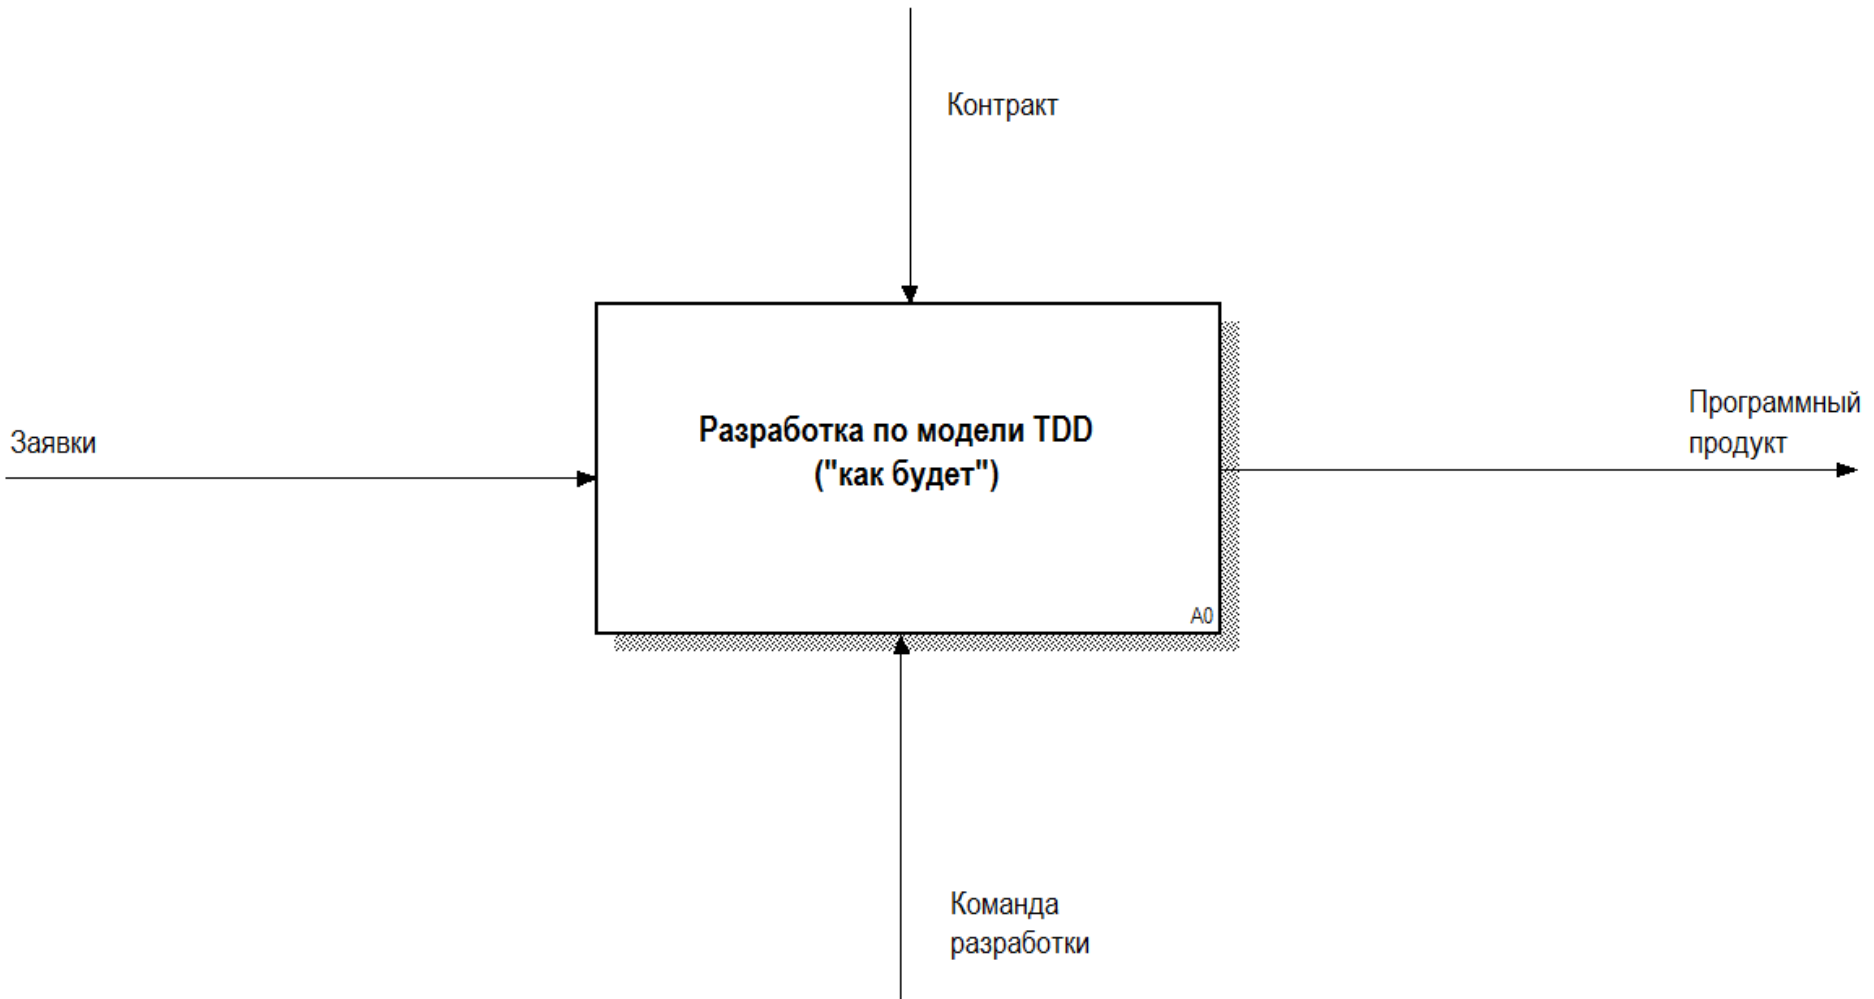 Контракт
Заявки
Разработка по модели TDD
("как будет")
Программный
продукт
A0
Команда
разработки